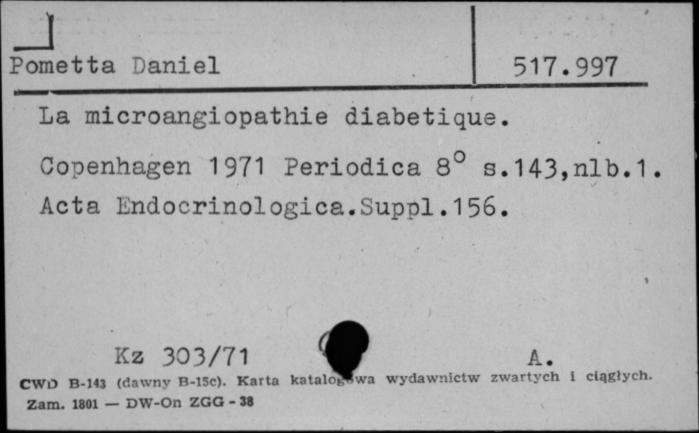 Pometta Daniel 517.997
La microangiopathie diabetique.
Copenhagen 1971 Periodica 8° s.143,nlb.1.
Acta Endocrinologica.Suppl.156.
Kz 303/71 A.
CWD B-143 (dawny B-15c). Karta katalogowa wydawnictw zwartych i ciągłych.
Zam. 1801 — DW-On ZGG - 38